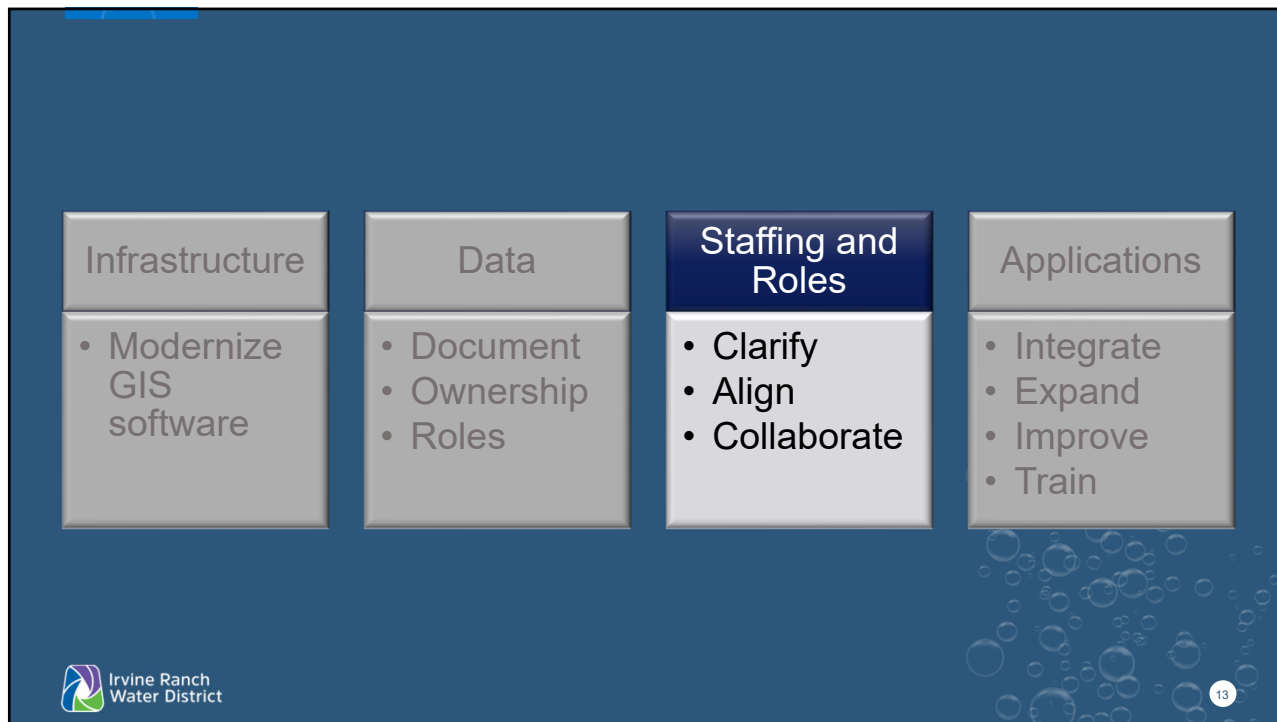 Infrastructure
• Modernize
GIS
software
Data
• Document
• Ownership
• Roles
Staffing and
Roles
• Clarify
• Align
• Collaborate
Applications
• Integrate
• Expand
• Improve
• Train
Irvine Ranch
Water District
13